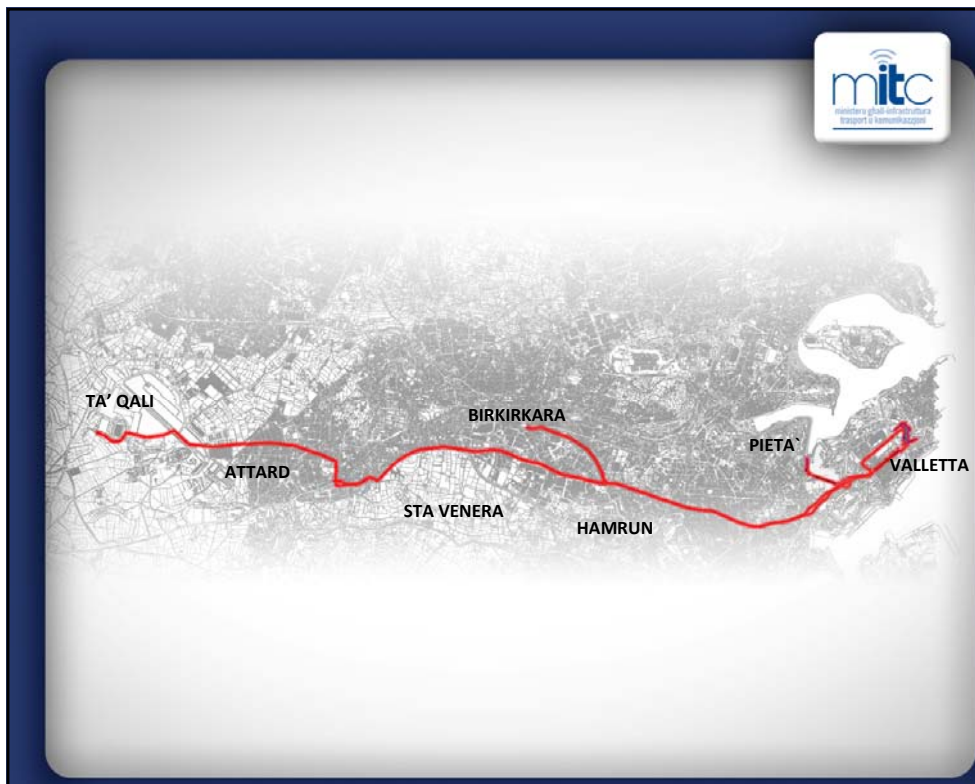 mitc
ministeru għall-infrastruttura
trasport u komunikazzjoni
TA’ QALI
BIRKIRKARA
PIETA`
ATTARD
VALLETTA
STA VENERA
HAMRUN